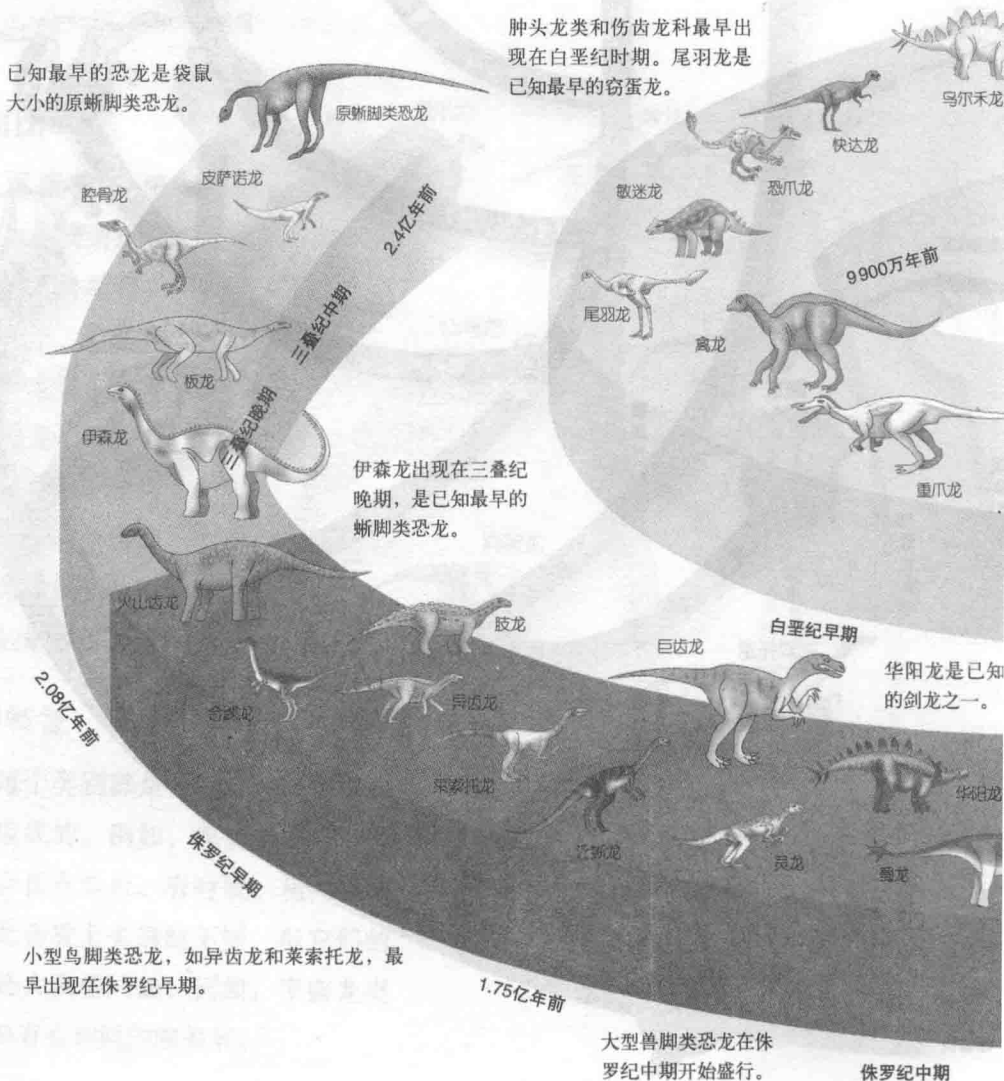 已知最早的恐龙是袋鼠
大小的原蜥脚类恐龙。
原蜥脚类恐龙
皮萨诺龙
腔骨龙
2.4亿年前
三叠纪中期
板龙
三叠纪晚期
伊森龙
伊森龙出现在三叠纪
晚期，是已知最早的
蜥脚类恐龙。
火山齿龙
肢龙
异齿龙
莱索托龙
2.08亿年前
侏罗纪早期
小型鸟脚类恐龙，如异齿龙和莱索托龙，最
早出现在侏罗纪早期。
1.75亿年前
巨齿龙
灵龙
华阳龙
华阳龙是已知
的剑龙之一。
大型兽脚类恐龙在侏
罗纪中期开始盛行。
侏罗纪中期
肿头龙类和伤齿龙科最早出
现在白垩纪时期。尾羽龙是
已知最早的窃蛋龙。
乌尔禾龙
快达龙
恐爪龙
敏迷龙
尾羽龙
9900万年前
禽龙
重爪龙
白垩纪早期